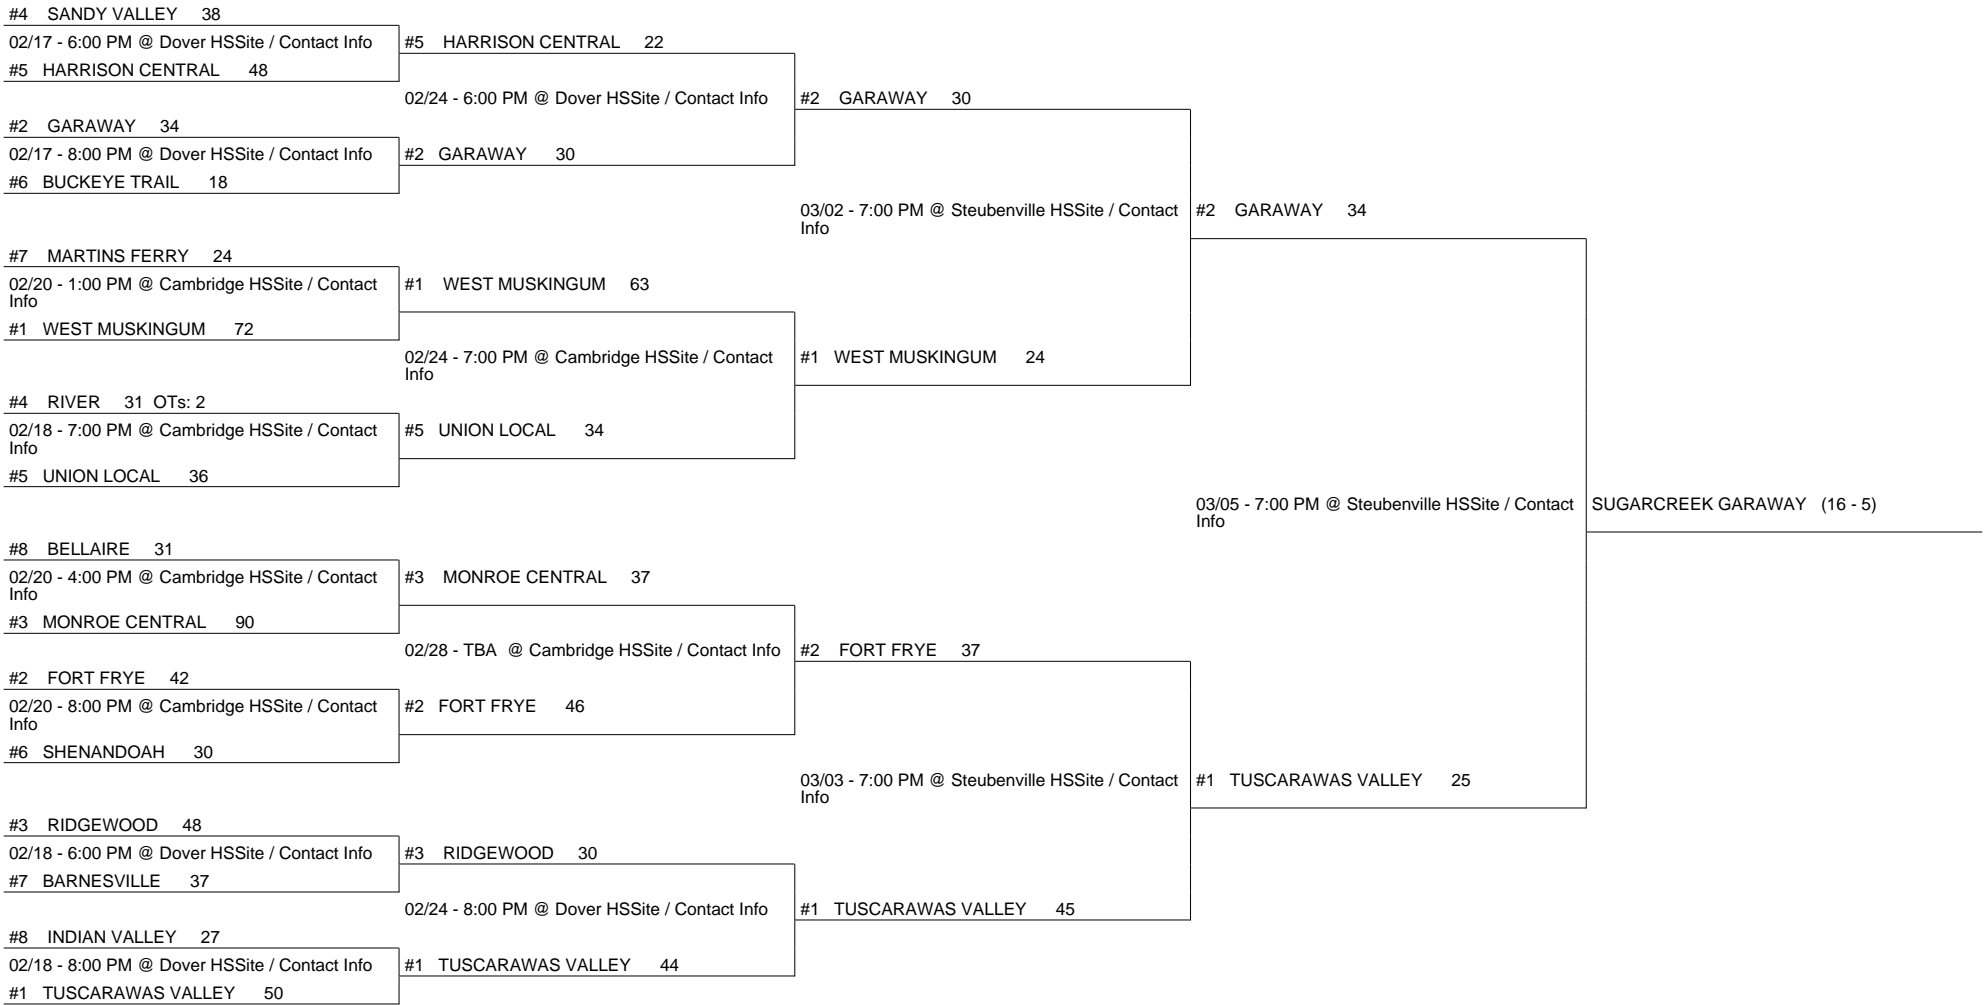 #4 SANDY VALLEY 38
02/17 - 6:00 PM @ Dover HSSite / Contact Info
#5 HARRISON CENTRAL 48
#2 GARAWAY 34
02/17 - 8:00 PM @ Dover HSSite / Contact Info
#6 BUCKEYE TRAIL 18
#7 MARTINS FERRY 24
02/20 - 1:00 PM @ Cambridge HSSite / Contact
Info
#1 WEST MUSKINGUM 72
#4 RIVER 31 OTs: 2
02/18 - 7:00 PM @ Cambridge HSSite / Contact
Info
#5 UNION LOCAL 36
#8 BELLAIRE 31
02/20 - 4:00 PM @ Cambridge HSSite / Contact
Info
#3 MONROE CENTRAL 90
#2 FORT FRYE 42
02/20 - 8:00 PM @ Cambridge HSSite / Contact
Info
#6 SHENANDOAH 30
#3 RIDGEWOOD 48
02/18 - 6:00 PM @ Dover HSSite / Contact Info
#7 BARNESVILLE 37
#8 INDIAN VALLEY 27
02/18 - 8:00 PM @ Dover HSSite / Contact Info
#1 TUSCARAWAS VALLEY 50
#5 HARRISON CENTRAL 22
02/24 - 6:00 PM @ Dover HSSite / Contact Info
#2 GARAWAY 30
#1 WEST MUSKINGUM 63
02/24 - 7:00 PM @ Cambridge HSSite / Contact
Info
#5 UNION LOCAL 34
#3 MONROE CENTRAL 37
02/28 - TBA @ Cambridge HSSite / Contact Info
#2 FORT FRYE 46
#3 RIDGEWOOD 30
02/24 - 8:00 PM @ Dover HSSite / Contact Info
#1 TUSCARAWAS VALLEY 44
#2 GARAWAY 30
03/02 - 7:00 PM @ Steubenville HSSite / Contact
Info
#1 WEST MUSKINGUM 24
#2 FORT FRYE 37
03/03 - 7:00 PM @ Steubenville HSSite / Contact
Info
#1 TUSCARAWAS VALLEY 45
#2 GARAWAY 34
03/05 - 7:00 PM @ Steubenville HSSite / Contact
Info
#1 TUSCARAWAS VALLEY 25
SUGARCREEK GARAWAY (16 - 5)